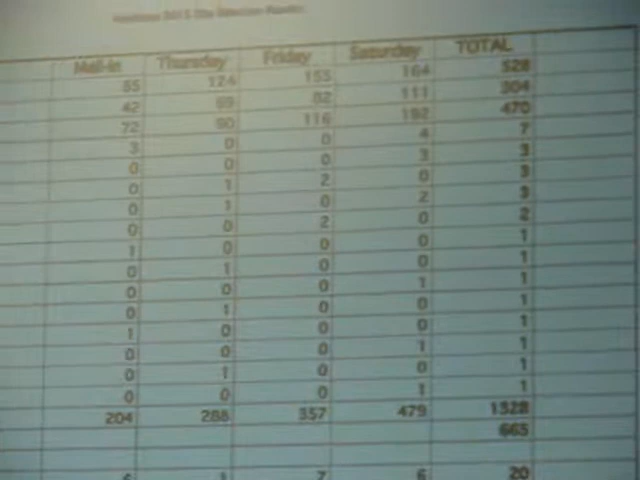 2015 Site Selection
Mail-in Thursday Friday Saturday TOTAL
85 124 155 164 528
42 69 82 111 304
72 90 116 192 470
3 0 0 4 7
0 0 0 3 3
0 1 2 0 3
0 1 0 2 3
0 0 2 0 2
1 0 0 0 1
0 1 0 0 1
0 0 0 1 1
0 1 0 0 1
1 0 0 0 1
0 0 0 1 1
0 1 0 0 1
0 0 0 1 1
204 288 357 479 1328
665
6 1 7 6 20